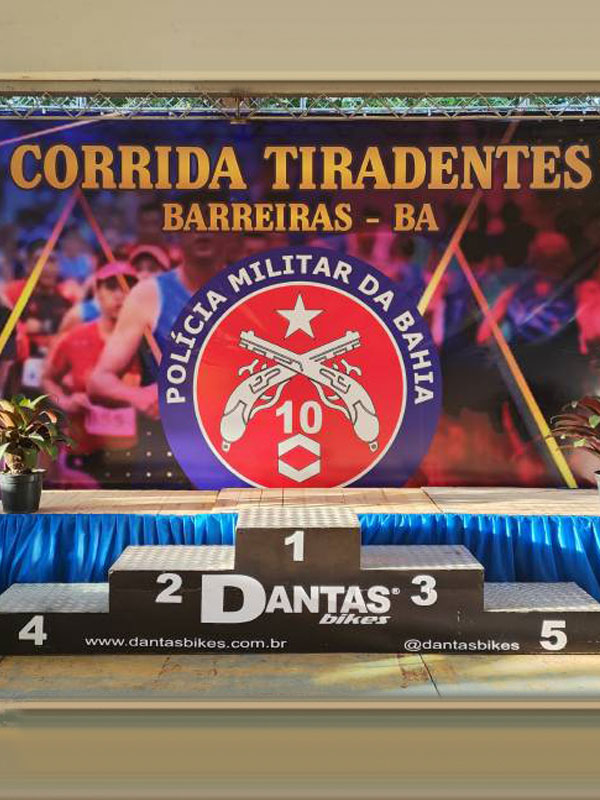 CORRIDA TIRADENTES
BARREIRAS - BA
POLÍCIA MILITAR DA BAHIA
10
1
2
3
DANTAS®
bikes
4
5
www.dantasbikes.com.br
@dantasbikes